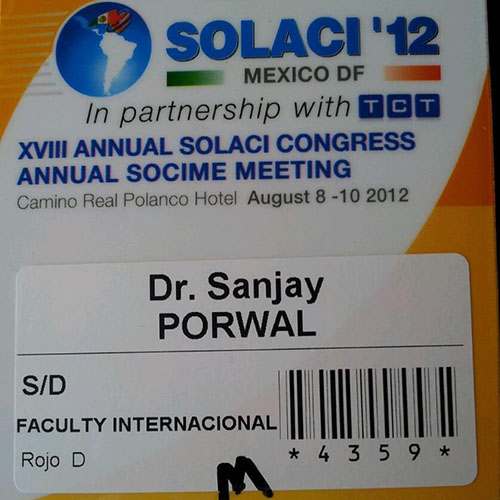 SOLACI '12
MEXICO DF
In partnership with TCT
XVIII ANNUAL SOLACI CONGRESS
ANNUAL SOCIME MEETING
Camino Real Polanco Hotel August 8 -10 2012
Dr. Sanjay
PORWAL
S/D
FACULTY INTERNACIONAL
* 4 3 5 9 *
Rojo D
M